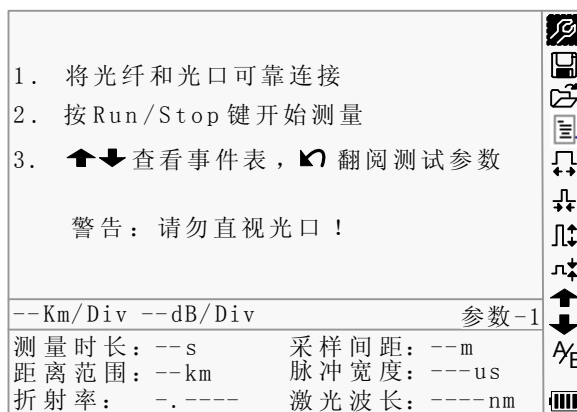 1. 将光纤和光口可靠连接
2. 按Run/Stop键开始测量
3. 查看事件表，翻阅测试参数
警告：请勿直视光口！
--Km/Div --dB/Div 参数-1
测量时长：--s 采样间距：--m
距离范围：--km 脉冲宽度：---us
折射率： -.---- 激光波长：----nm
A/B